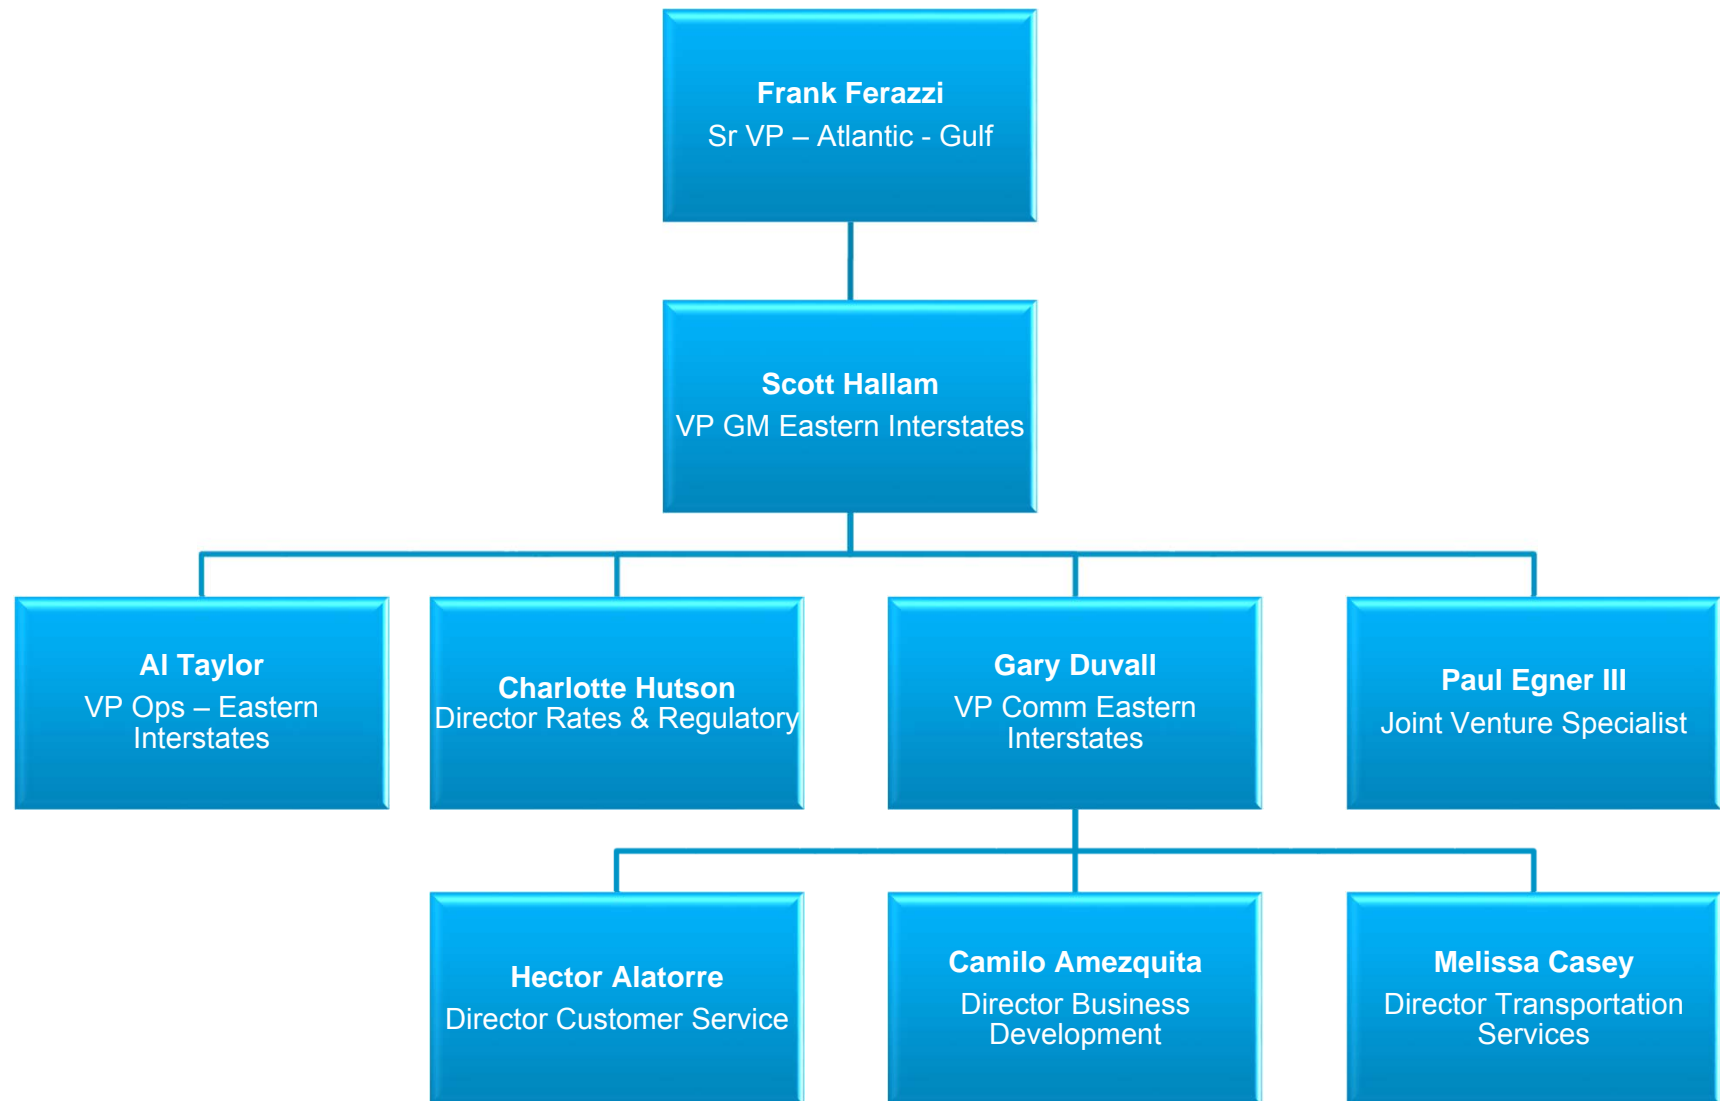 Frank Ferazzi
Sr VP – Atlantic - Gulf
Scott Hallam
VP GM Eastern Interstates
Al Taylor
VP Ops – Eastern
Interstates
Charlotte Hutson
Director Rates & Regulatory
Gary Duvall
VP Comm Eastern
Interstates
Paul Egner III
Joint Venture Specialist
Hector Alatorre
Director Customer Service
Camilo Amezquita
Director Business
Development
Melissa Casey
Director Transportation
Services